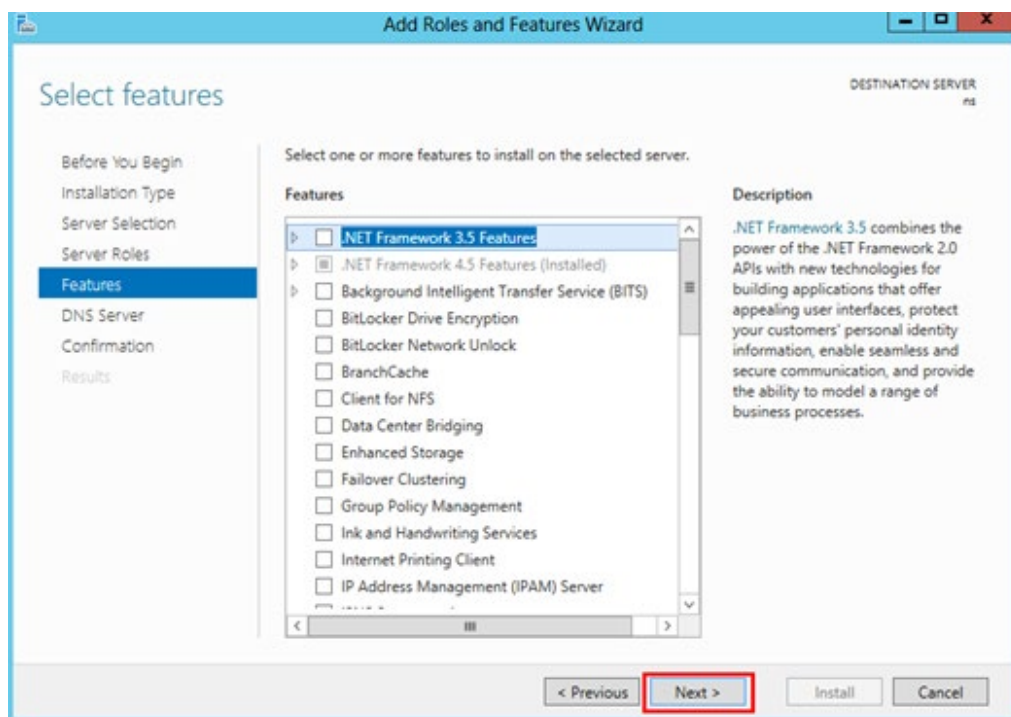 Add Roles and Features Wizard
Select features
DESTINATION SERVER
ns
Before You Begin
Installation Type
Server Selection
Server Roles
Features
DNS Server
Confirmation
Results
Select one or more features to install on the selected server.
Features
.NET Framework 3.5 Features
.NET Framework 4.5 Features (Installed)
Background Intelligent Transfer Service (BITS)
BitLocker Drive Encryption
BitLocker Network Unlock
BranchCache
Client for NFS
Data Center Bridging
Enhanced Storage
Failover Clustering
Group Policy Management
Ink and Handwriting Services
Internet Printing Client
IP Address Management (IPAM) Server
Description
.NET Framework 3.5 combines the
power of the .NET Framework 2.0
APIs with new technologies for
building applications that offer
appealing user interfaces, protect
your customers' personal identity
information, enable seamless and
secure communication, and provide
the ability to model a range of
business processes.
< Previous
Next >
Install
Cancel